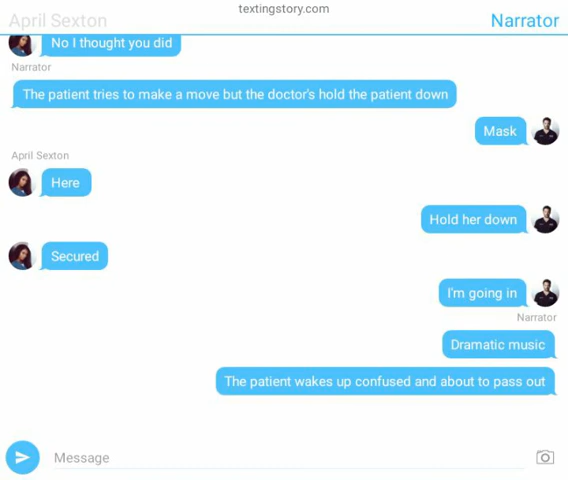 textingstory.com
April Sexton
Narrator
No I thought you did
Narrator
The patient tries to make a move but the doctor's hold the patient down
Mask
April Sexton
Here
Hold her down
Secured
I'm going in
Narrator
Dramatic music
The patient wakes up confused and about to pass out
Message